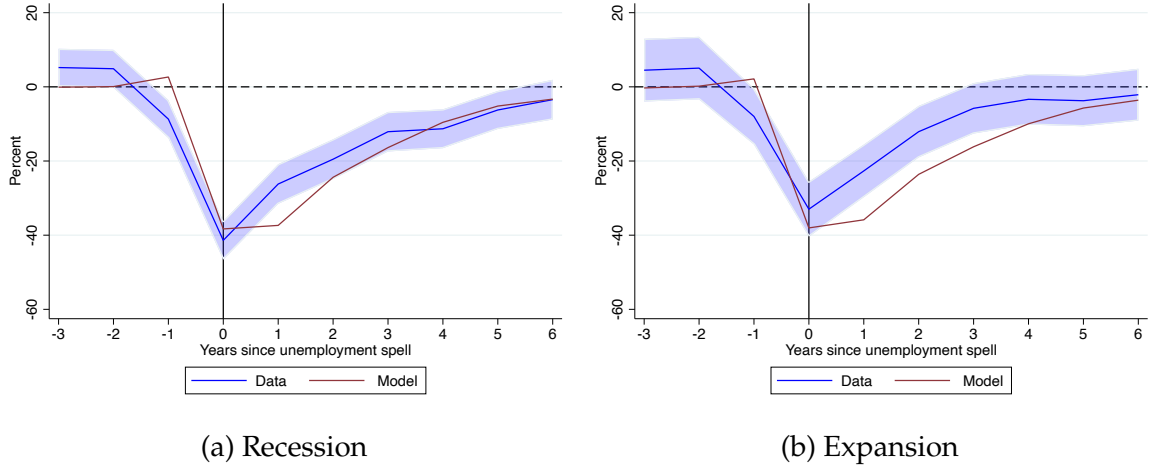 Percent
20
0
-20
-40
-60
-3 -2 -1 0 1 2 3 4 5 6
Years since unemployment spell
Data Model
(a) Recession
Percent
20
0
-20
-40
-60
-3 -2 -1 0 1 2 3 4 5 6
Years since unemployment spell
Data Model
(b) Expansion